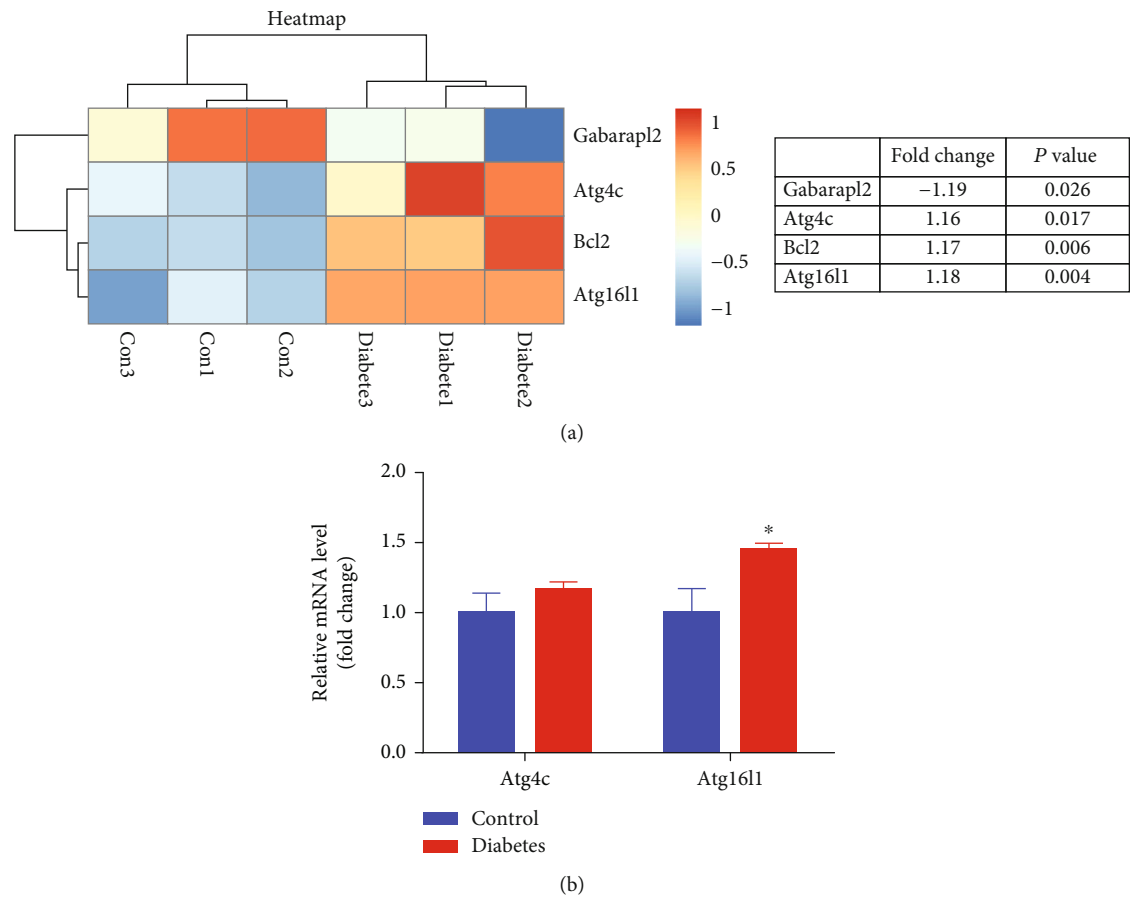 Heatmap
Gabarapl2
Atg4c
Bcl2
Atg16l1
Con3 Con1 Con2 Diabete3 Diabete1 Diabete2
1
0.5
0
−0.5
−1
Fold change P value
Gabarapl2 −1.19 0.026
Atg4c 1.16 0.017
Bcl2 1.17 0.006
Atg16l1 1.18 0.004
(a)
Relative mRNA level
(fold change)
2.0
1.5
1.0
0.5
0.0
*
Atg4c Atg16l1
Control
Diabetes
(b)